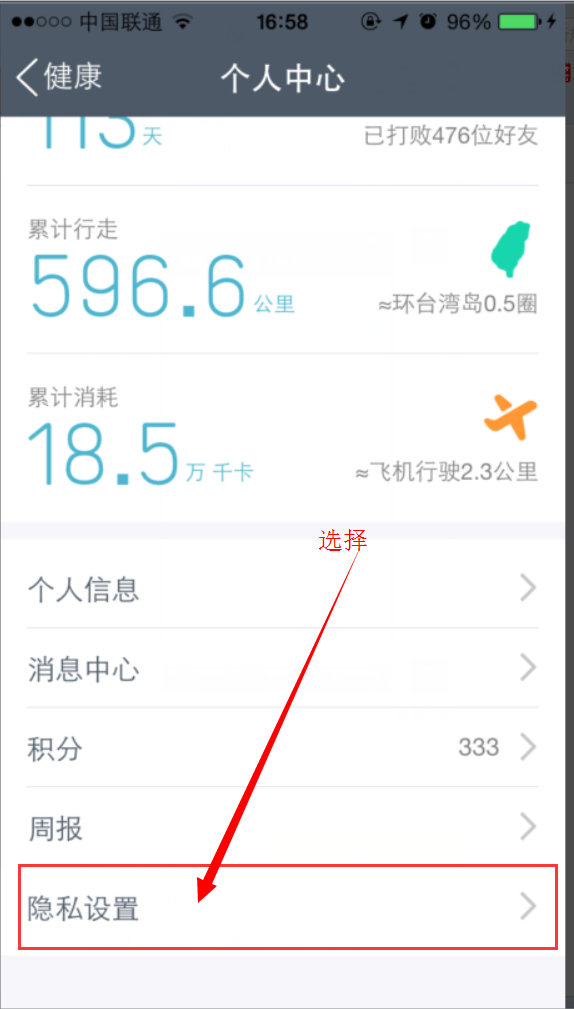 中国联通 16:58 96%
健康 个人中心
113 天 已打败476位好友
累计行走
596.6 公里 ≈环台湾岛0.5圈
累计消耗
18.5 万 千卡 ≈飞机行驶2.3公里
选择
个人信息
消息中心
积分 333
周报
隐私设置